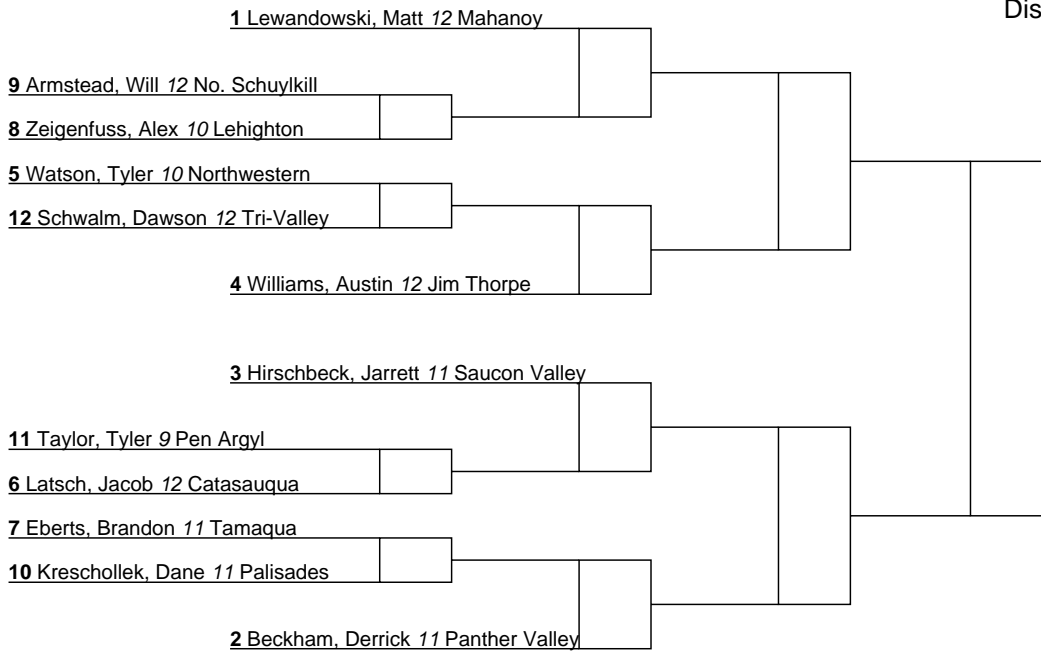 Dis
1 Lewandowski, Matt 12 Mahanoy
9 Armstead, Will 12 No. Schuylkill
8 Zeigenfuss, Alex 10 Lehighton
5 Watson, Tyler 10 Northwestern
12 Schwalm, Dawson 12 Tri-Valley
4 Williams, Austin 12 Jim Thorpe
3 Hirschbeck, Jarrett 11 Saucon Valley
11 Taylor, Tyler 9 Pen Argyl
6 Latsch, Jacob 12 Catasauqua
7 Eberts, Brandon 11 Tamaqua
10 Kreschollek, Dane 11 Palisades
2 Beckham, Derrick 11 Panther Valley